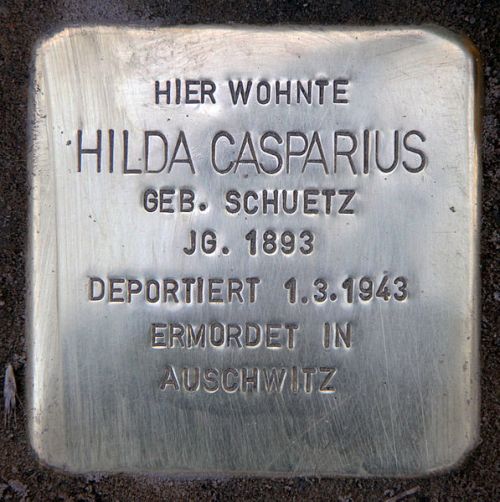 HIER WOHNTE
HILDA CASPARIUS
GEB. SCHUETZ
JG. 1893
DEPORTIERT 1.3.1943
ERMORDET IN
AUSCHWITZ